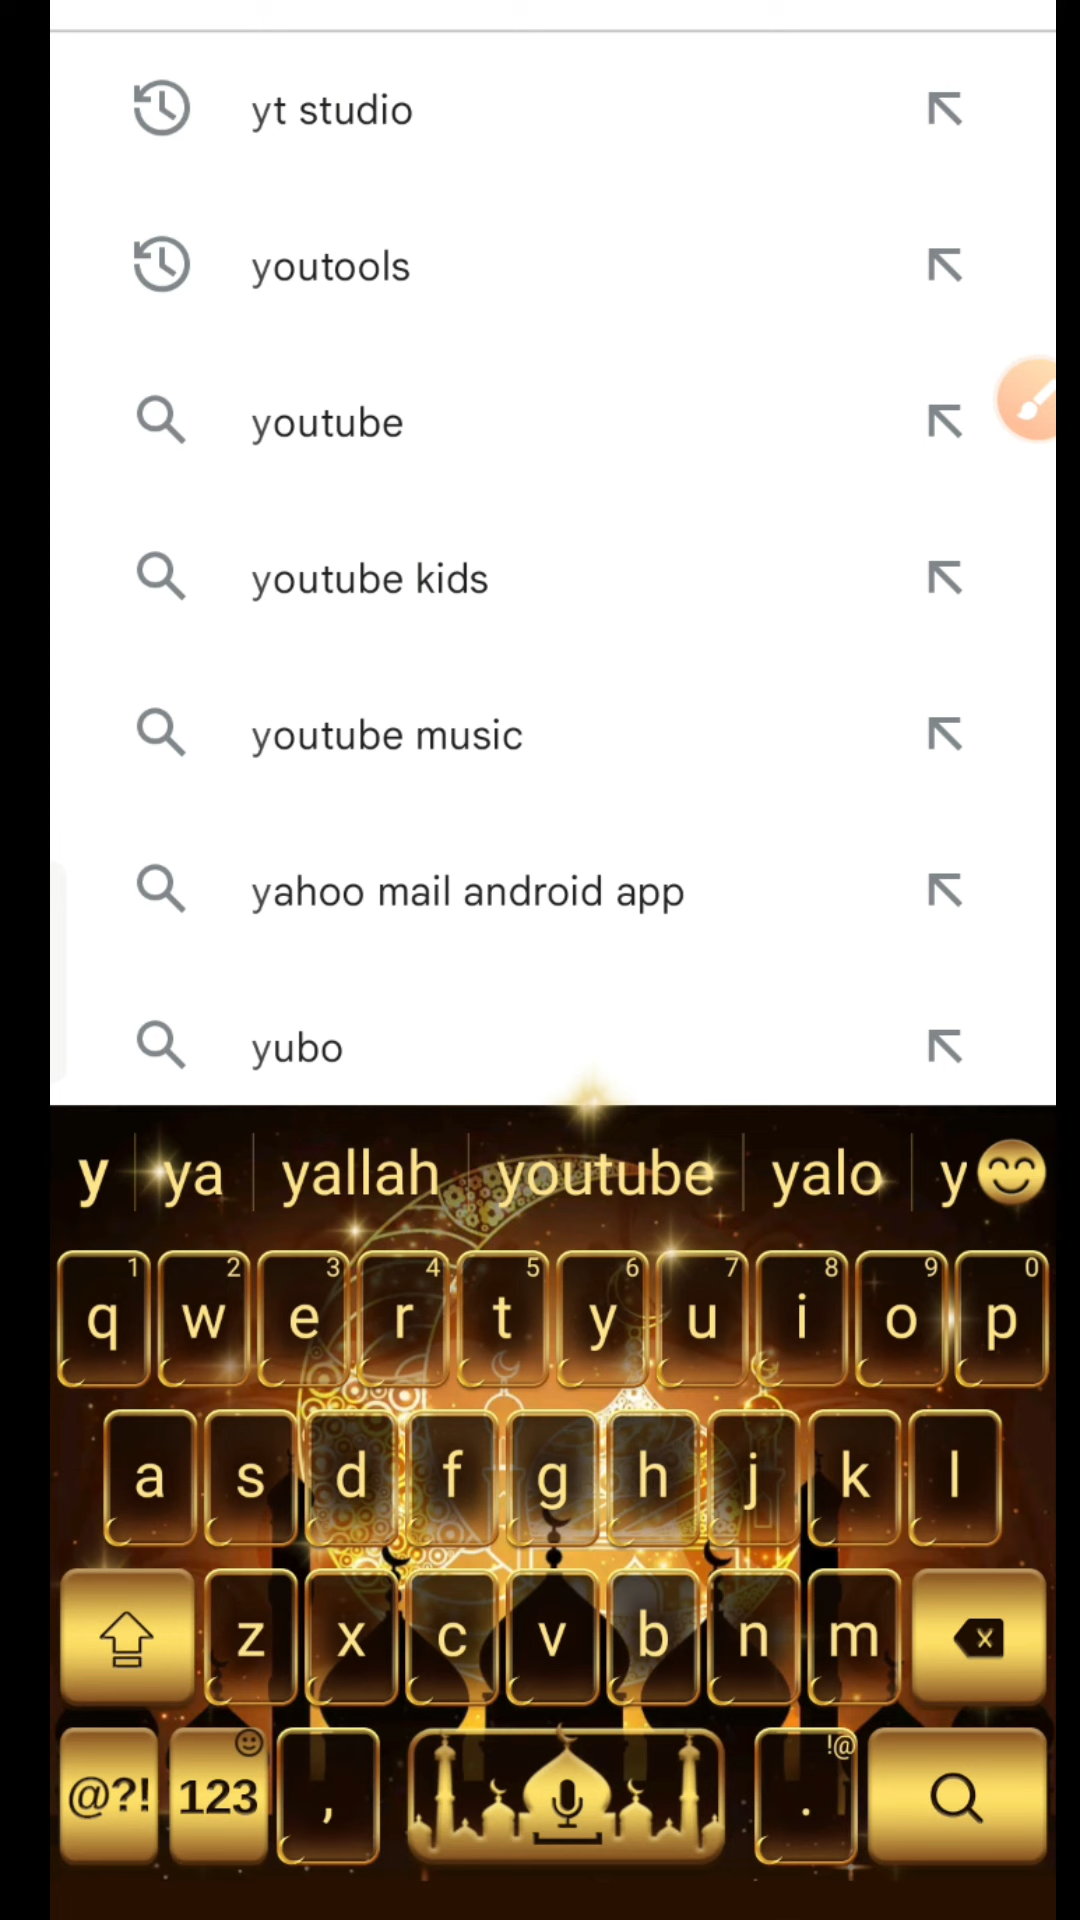 yt studio
youtools
youtube
youtube kids
youtube music
yahoo mail android app
yubo
y ya yallah youtube yalo y
1 2 3 4 5 6 7 8 9 0
q w e r t y u i o p
a s d f g h j k l
z x c v b n m
!@
@?! 123 , .